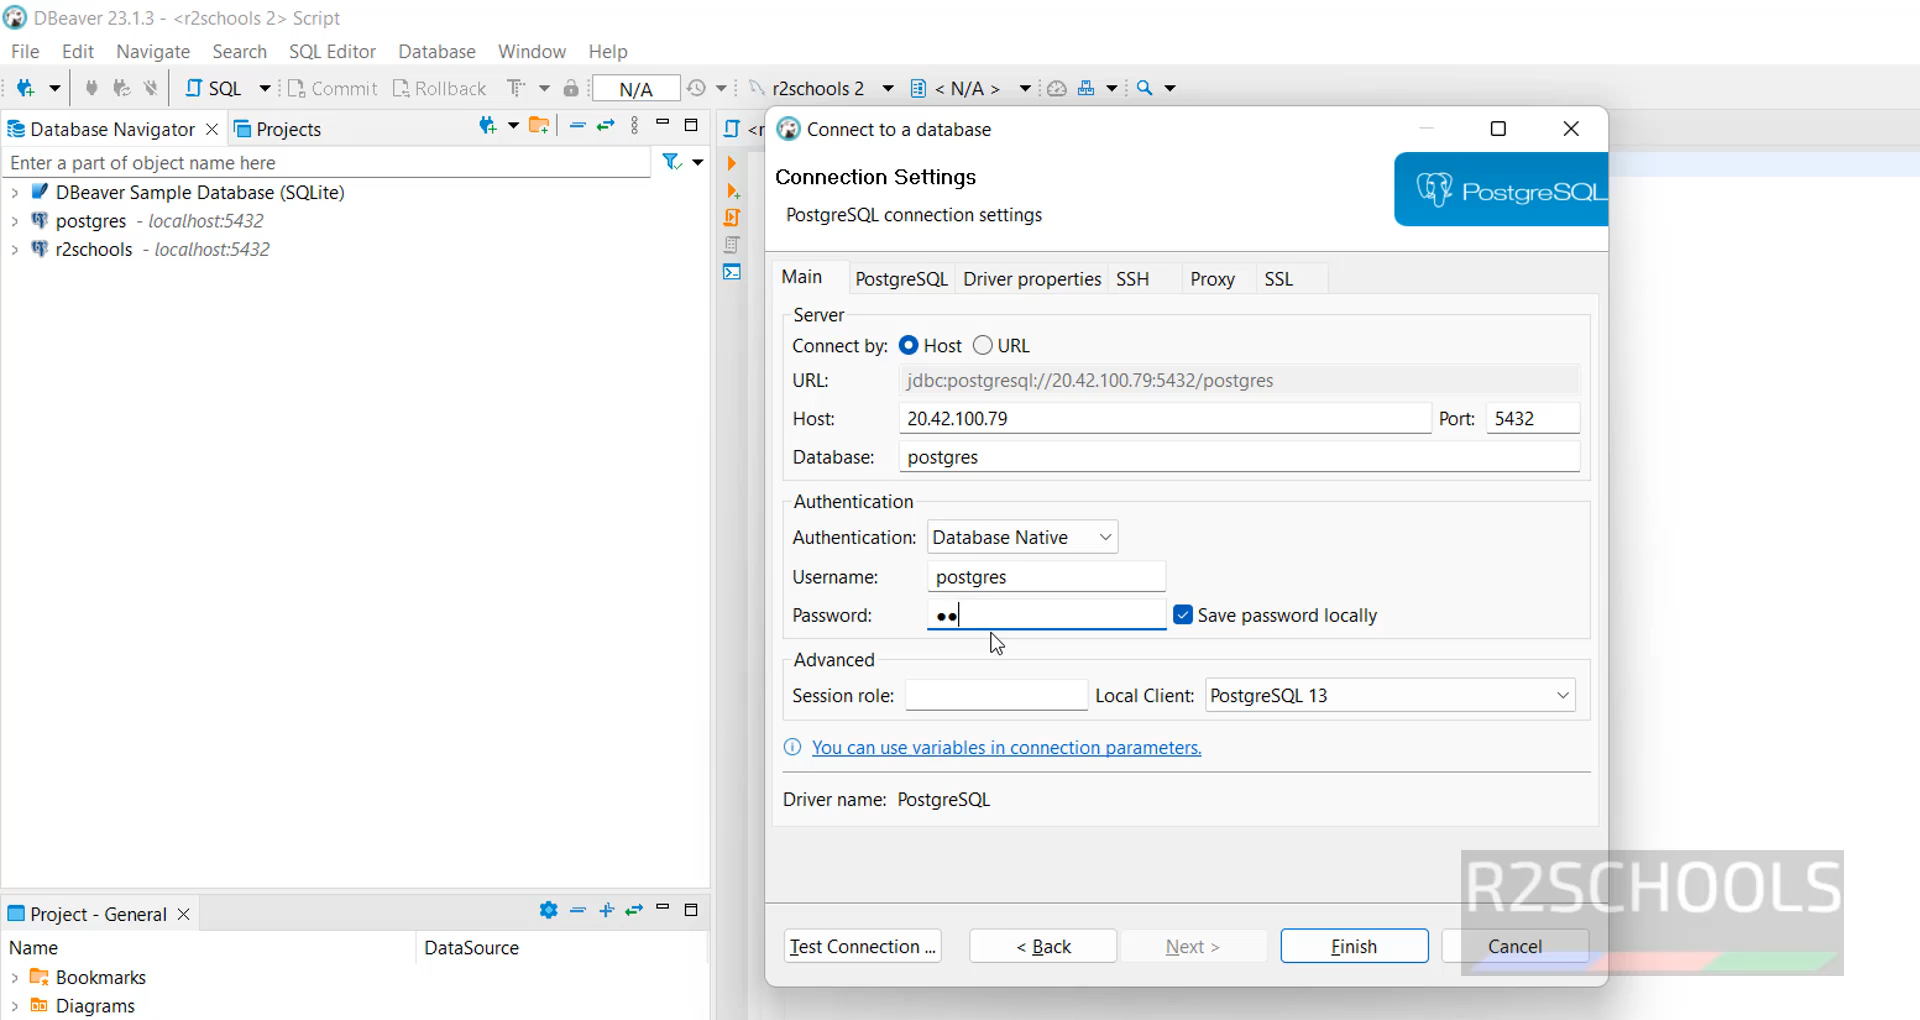 DBeaver 23.1.3 - <r2schools 2> Script
File Edit Navigate Search SQL Editor Database Window Help
SQL Commit Rollback N/A r2schools 2 < N/A >
Database Navigator Projects
Enter a part of object name here
DBeaver Sample Database (SQLite)
postgres - localhost:5432
r2schools - localhost:5432
Connect to a database
Connection Settings
PostgreSQL connection settings
PostgreSQL
Main PostgreSQL Driver properties SSH Proxy SSL
Server
Connect by: Host URL
URL: jdbc:postgresql://20.42.100.79:5432/postgres
Host: 20.42.100.79 Port: 5432
Database: postgres
Authentication
Authentication: Database Native
Username: postgres
Password: ●● Save password locally
Advanced
Session role: Local Client: PostgreSQL 13
You can use variables in connection parameters.
Driver name: PostgreSQL
Test Connection ... < Back Next > Finish Cancel
R2SCHOOLS
Project - General
Name DataSource
Bookmarks
Diagrams